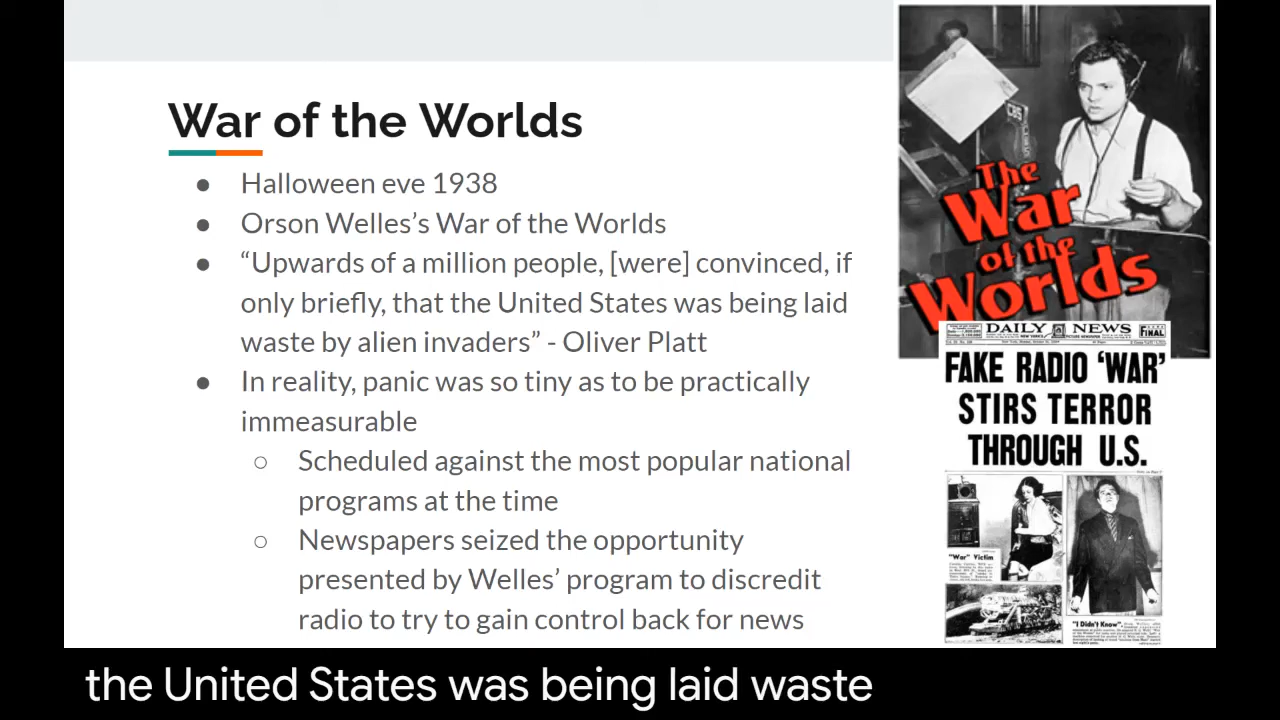 War of the Worlds
● Halloween eve 1938
● Orson Welles’s War of the Worlds
● “Upwards of a million people, [were] convinced, if
only briefly, that the United States was being laid
waste by alien invaders” - Oliver Platt
● In reality, panic was so tiny as to be practically
immeasurable
○ Scheduled against the most popular national
programs at the time
○ Newspapers seized the opportunity
presented by Welles’ program to discredit
radio to try to gain control back for news
CBS
The
War
of the
Worlds
DAILY NEWS
FINAL
FAKE RADIO ‘WAR’
STIRS TERROR
THROUGH U.S.
"War" Victim
"I Didn't Know".
the United States was being laid waste